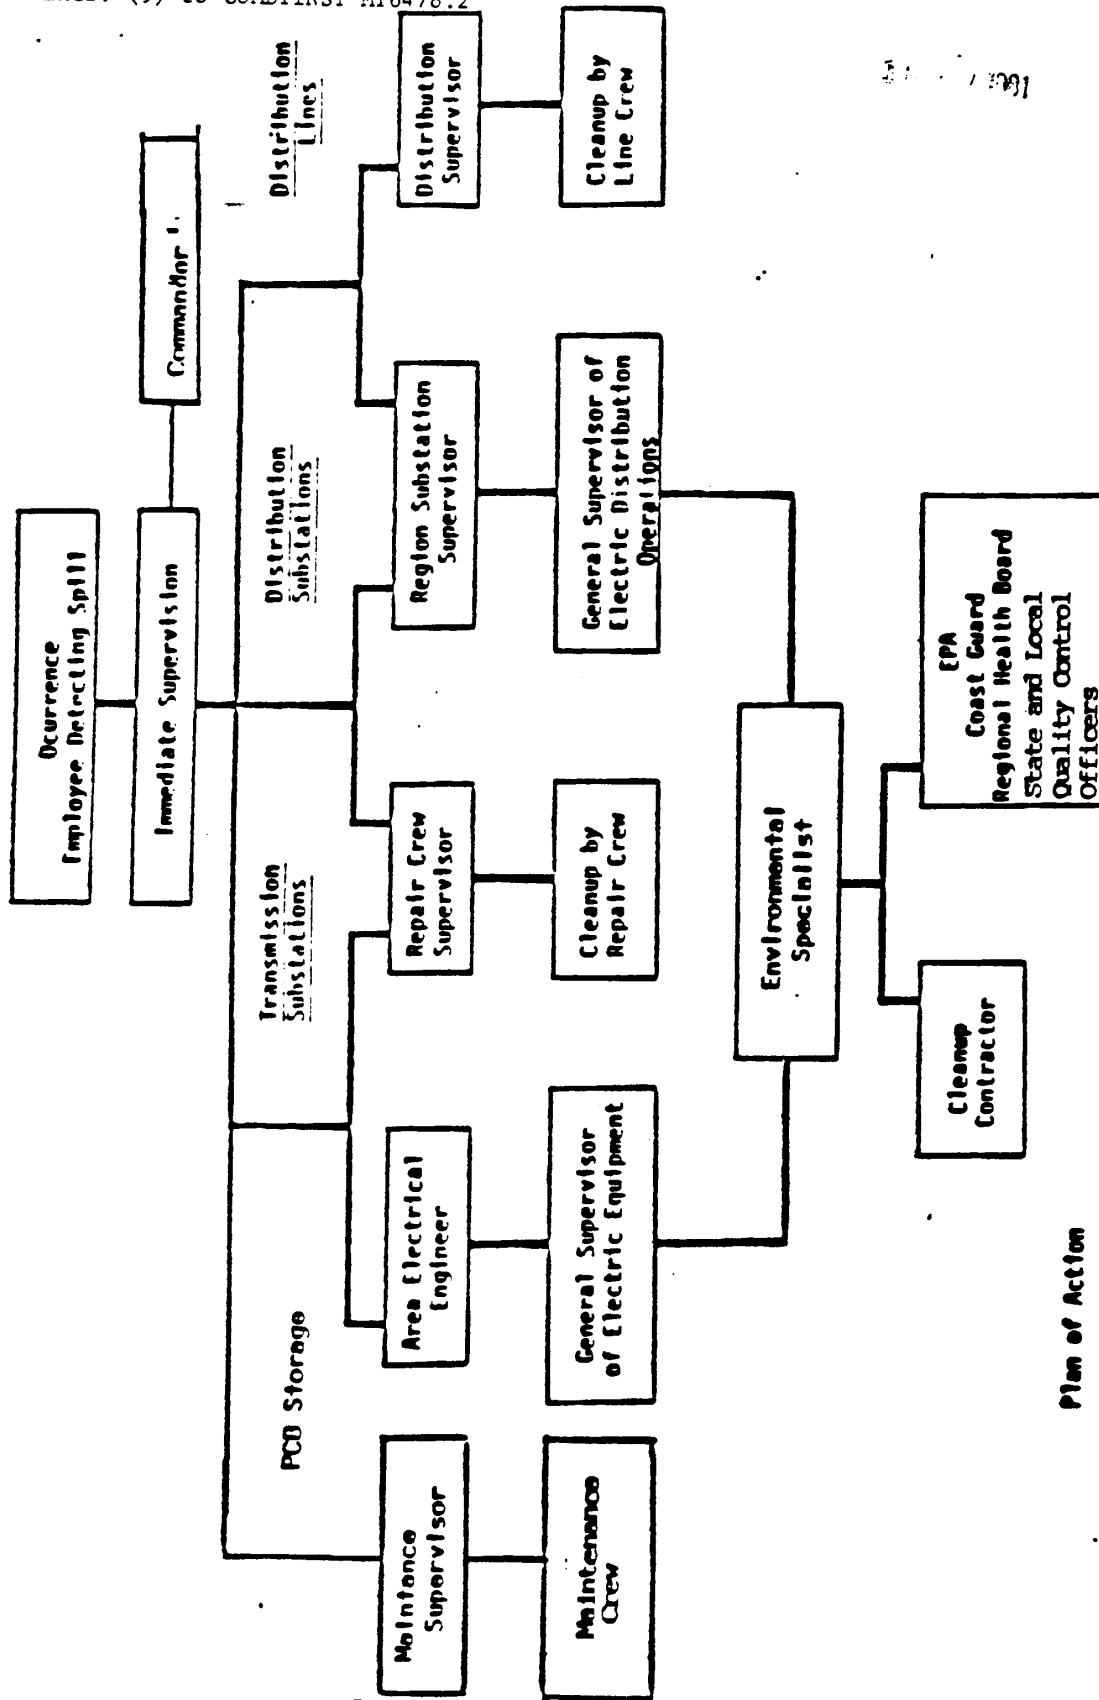 Ocurrence
Employee Detecting Spill
Immediate Supervision
PCB Storage
Transmission
Substations
Distribution
Substations
Distribution
Lines
Maintance
Supervisor
Area Electrical
Engineer
Repair Crew
Supervisor
Region Substation
Supervisor
Distribution
Supervisor
Maintenance
Crew
General Supervisor
of Electric Equipment
Cleanup by
Repair Crew
General Supervisor of
Electric Distribution
Operations
Cleanup by
Line Crew
Environmental
Specialist
Cleanup
Contractor
EPA
Coast Guard
Regional Health Board
State and Local
Quality Control
Officers
Plan of Action